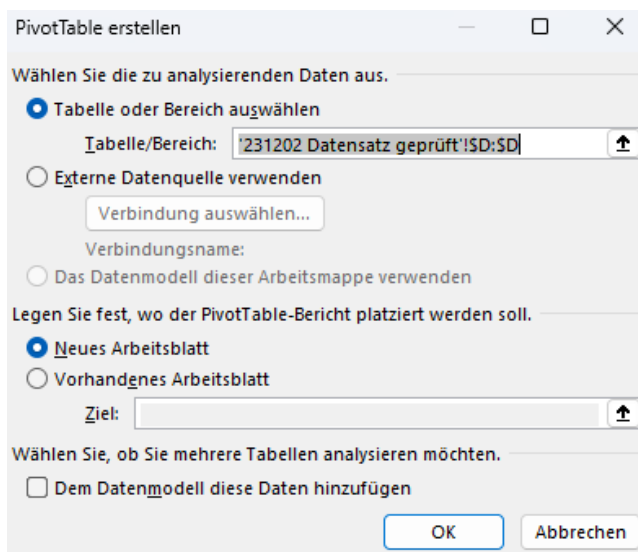 PivotTable erstellen
Wählen Sie die zu analysierenden Daten aus.
Tabelle oder Bereich auswählen
Tabelle/Bereich: '231202 Datensatz geprüft'!$D:$D
Externe Datenquelle verwenden
Verbindung auswählen...
Verbindungsname:
Das Datenmodell dieser Arbeitsmappe verwenden
Legen Sie fest, wo der PivotTable-Bericht platziert werden soll.
Neues Arbeitsblatt
Vorhandenes Arbeitsblatt
Ziel:
Wählen Sie, ob Sie mehrere Tabellen analysieren möchten.
Dem Datenmodell diese Daten hinzufügen
OK Abbrechen